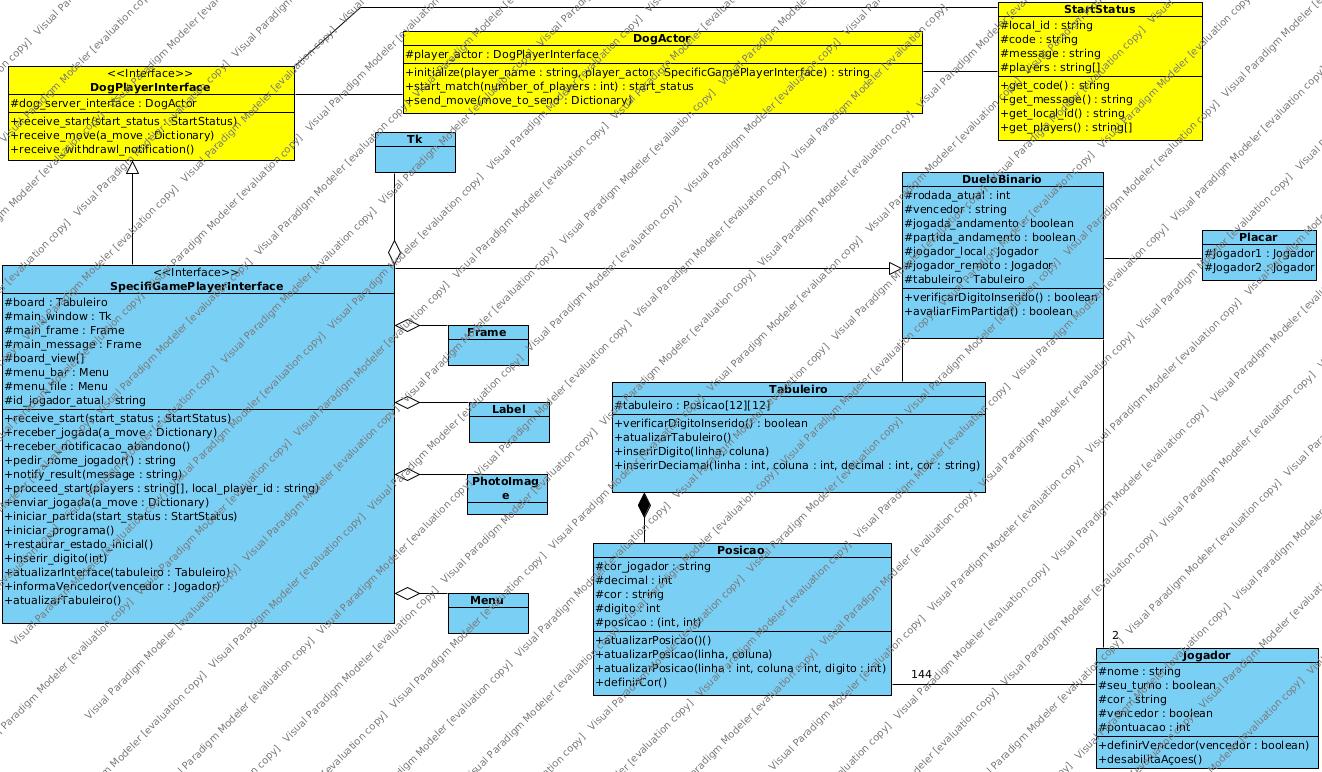 StartStatus
#local_id : string
#code : string
#message : string
#players : string[]
+get_code() : string
+get_message() : string
+get_local_id() : string
+get_players() : string[]
DogActor
#player_actor : DogPlayerInterface
+initialize(player_name : string, player_actor : SpecificGamePlayerInterface) : string
+start_match(number_of_players : int) : start_status
+send_move(move_to_send : Dictionary)
<<Interface>>
DogPlayerInterface
#dog_server_interface : DogActor
+receive_start(start_status : StartStatus)
+receive_move(a_move : Dictionary)
+receive_withdrawl_notification()
Tk
DueloBinario
#rodada_atual : int
#vencedor : string
#jogada_andamento : boolean
#partida_andamento : boolean
#jogador_local : Jogador
#jogador_remoto : Jogador
#tabuleiro : Tabuleiro
+verificarDigitoInserido() : boolean
+avaliarFimPartida() : boolean
Placar
#Jogador1 : Jogador
#Jogador2 : Jogador
<<Interface>>
SpecifiGamePlayerInterface
#board : Tabuleiro
#main_window : Tk
#main_frame : Frame
#main_message : Frame
#board_view[]
#menu_bar : Menu
#menu_file : Menu
#id_jogador_atual : string
+receive_start(start_status : StartStatus)
+receber_jogada(a_move : Dictionary)
+receber_notificacao_abandono()
+pedir_nome_jogador() : string
+notify_result(message : string)
+proceed_start(players : string[], local_player_id : string)
+enviar_jogada(a_move : Dictionary)
+iniciar_partida(start_status : StartStatus)
+iniciar_programa()
+restaurar_estado_inicial()
+inserir_digito(int)
+atualizarInterface(tabuleiro : Tabuleiro)
+informaVencedor(vencedor : Jogador)
+atualizarTabuleiro()
Frame
Label
PhotoImag
e
Menu
Tabuleiro
#tabuleiro : Posicao[12][12]
+verificarDigitoInserido() : boolean
+atualizarTabuleiro()
+inserirDigito(linha, coluna)
+inserirDeciamal(linha : int, coluna : int, decimal : int, cor : string)
Posicao
#cor_jogador : string
#decimal : int
#cor : string
#digito : int
#posicao : (int, int)
+atualizarPosicao()()
+atualizarPosicao(linha, coluna)
+atualizarPosicao(linha : int, coluna : int, digito : int)
+definirCor()
144
2
Jogador
#nome : string
#seu_turno : boolean
#cor : string
#vencedor : boolean
#pontuacao : int
+definirVencedor(vencedor : boolean)
+desabilitaAçoes()
Visual Paradigm Modeler [evaluation copy]